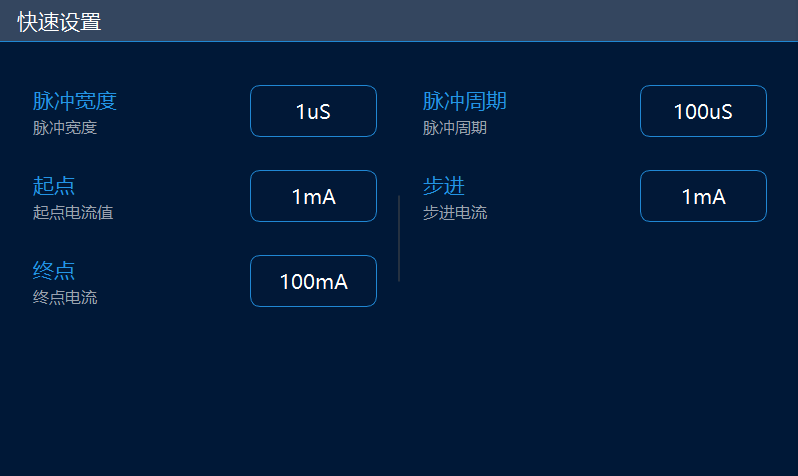 快速设置
脉冲宽度
脉冲宽度
1uS
脉冲周期
脉冲周期
100uS
起点
起点电流值
1mA
步进
步进电流
1mA
终点
终点电流
100mA